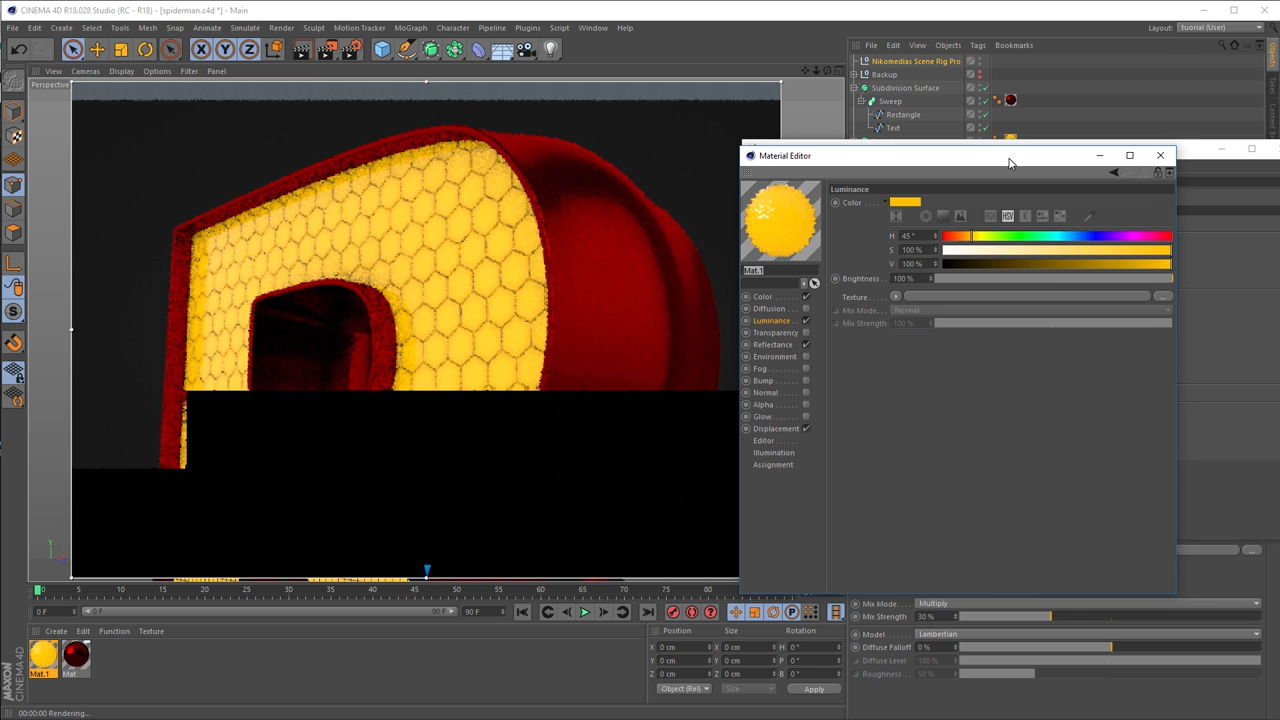 CINEMA 4D R18.028 Studio (RC - R18) - [spiderman.c4d *] - Main
File Edit Create Select Tools Mesh Snap Animate Simulate Render Sculpt Motion Tracker MoGraph Character Pipeline Plugins Script Window Help
Layout: tuorial (User)
File Edit View Objects Tags Bookmarks
View Cameras Display Options Filter Panel
Perspective
Nikomedias Scene Rig Pro
Backup
Subdivision Surface
Sweep
Rectangle
Text
Material Editor
Luminance
Color . . . .
H 45 °
S 100 %
V 100 %
Brightness . . 100 %
Texture . . . . ...
Mix Mode. . . . Normal
Mix Strength 100 %
Mat.1
Color . . . . . .
Diffusion . . .
Luminance. .
Transparency
Reflectance
Environment
Fog. . . . . . .
Bump . . . . .
Normal . . . .
Alpha . . . . .
Glow. . . . . .
Displacement
Editor . . . . . .
Illumination
Assignment
0 5 10 15 20 25 30 35 40 45 50 55 60 65 70 75 80
0 F 0 F 90 F 90 F
...
Mix Mode. . . . Multiply
Mix Strength . 30 %
Model. . . . . . Lambertian
Diffuse Falloff 0 %
Diffuse Level 100 %
Roughness . . 50 %
Create Edit Function Texture
Mat.1 Mat
Position Size Rotation
X 0 cm X 0 cm H 0 °
Y 0 cm Y 0 cm P 0 °
Z 0 cm Z 0 cm B 0 °
Object (Rel) Size Apply
MAXON CINEMA 4D
00:00:00 Rendering...